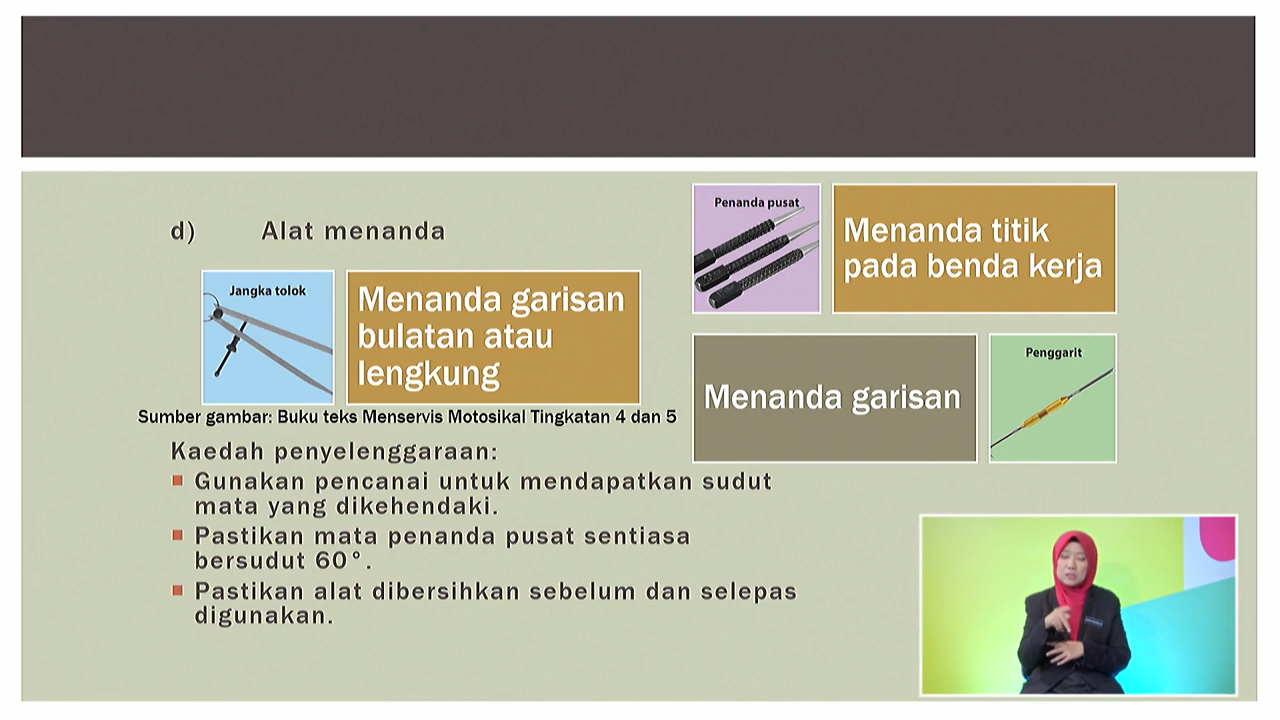 d) Alat menanda
Jangka tolok
Menanda garisan
bulatan atau
lengkung
Sumber gambar: Buku teks Menservis Motosikal Tingkatan 4 dan 5
Penanda pusat
Menanda titik
pada benda kerja
Menanda garisan
Penggarit
Kaedah penyelenggaraan:
Gunakan pencanai untuk mendapatkan sudut
mata yang dikehendaki.
Pastikan mata penanda pusat sentiasa
bersudut 60°.
Pastikan alat dibersihkan sebelum dan selepas
digunakan.